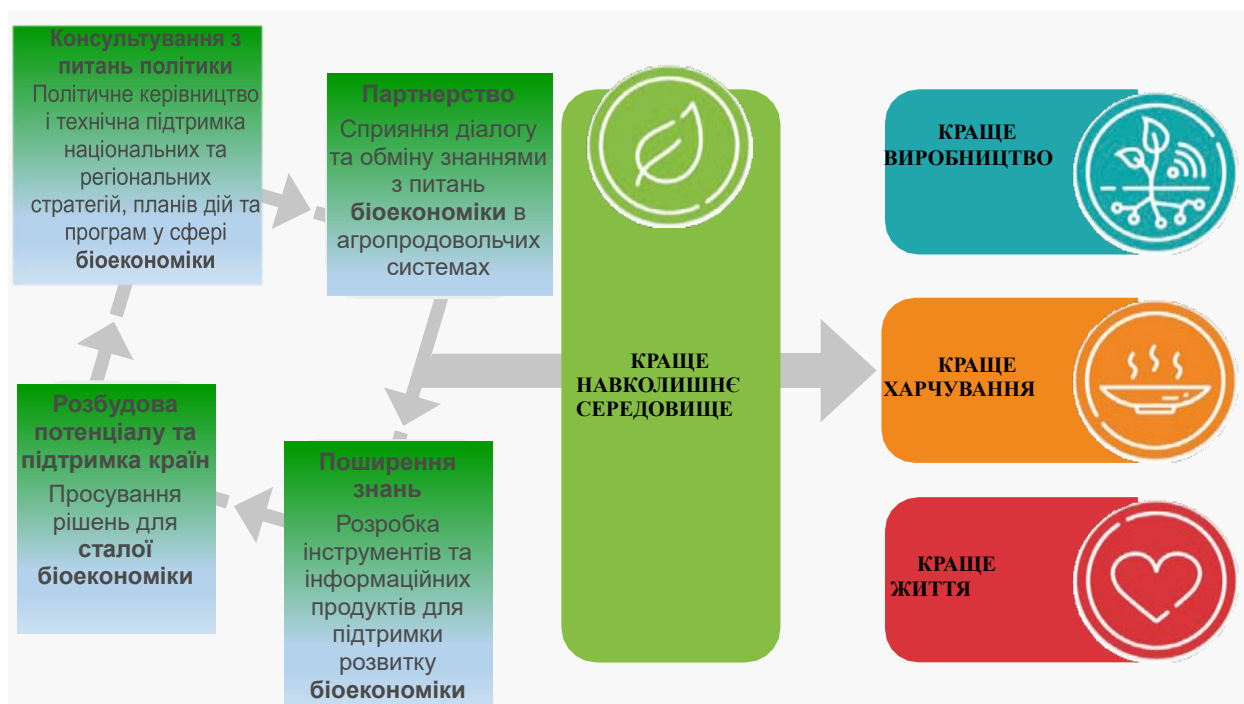 Консультування з
питань політики
Політичне керівництво
і технічна підтримка
національних та
регіональних
стратегій, планів дій та
програм у сфері
біоекономіки
Партнерство
Сприяння діалогу
та обміну знаннями
з питань
біоекономіки в
агропродовольчих
системах
Розбудова
потенціалу та
підтримка країн
Просування
рішень для
сталої
біоекономіки
Поширення
знань
Розробка
інструментів та
інформаційних
продуктів для
підтримки
розвитку
біоекономіки
КРАЩЕ
НАВКОЛИШНЄ
СЕРЕДОВИЩЕ
КРАЩЕ
ВИРОБНИЦТВО
КРАЩЕ
ХАРЧУВАННЯ
КРАЩЕ
ЖИТТЯ